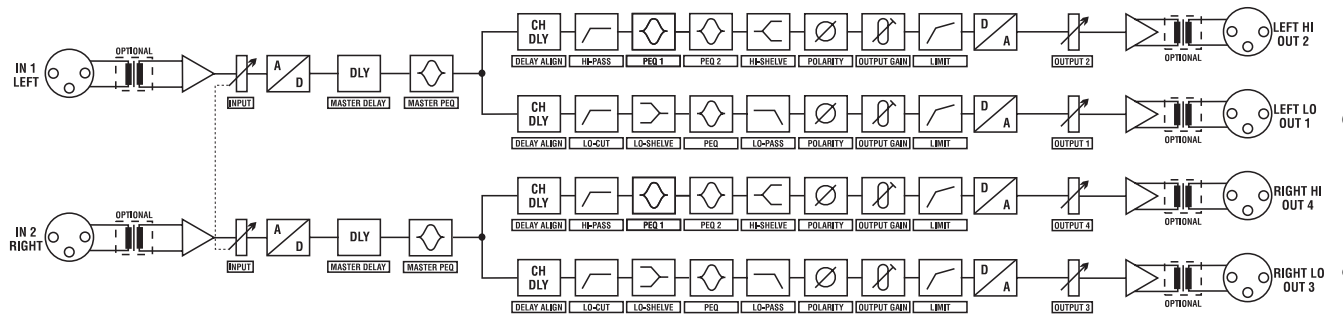 IN 1
LEFT
OPTIONAL
INPUT
A
D
DLY
MASTER DELAY
MASTER PEQ
CH
DLY
DELAY ALIGN
HI-PASS
PEQ 1
PEQ 2
HI-SHELVE
POLARITY
OUTPUT GAIN
LIMIT
D
A
OUTPUT 2
OPTIONAL
LEFT HI
OUT 2
CH
DLY
DELAY ALIGN
LO-CUT
LO-SHELVE
PEQ
LO-PASS
POLARITY
OUTPUT GAIN
LIMIT
D
A
OUTPUT 1
OPTIONAL
LEFT LO
OUT 1
IN 2
RIGHT
OPTIONAL
INPUT
A
D
DLY
MASTER DELAY
MASTER PEQ
CH
DLY
DELAY ALIGN
HI-PASS
PEQ 1
PEQ 2
HI-SHELVE
POLARITY
OUTPUT GAIN
LIMIT
D
A
OUTPUT 4
OPTIONAL
RIGHT HI
OUT 4
CH
DLY
DELAY ALIGN
LO-CUT
LO-SHELVE
PEQ
LO-PASS
POLARITY
OUTPUT GAIN
LIMIT
D
A
OUTPUT 3
OPTIONAL
RIGHT LO
OUT 3